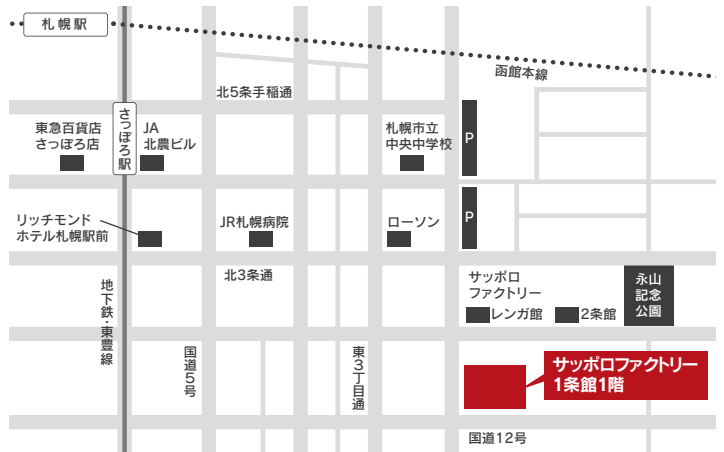 札幌駅
函館本線
北5条手稲通
さっぽろ駅
東急百貨店
さっぽろ店
JA
北農ビル
札幌市立
中央中学校
P
リッチモンド
ホテル札幌駅前
JR札幌病院
ローソン
P
北3条通
サッポロ
ファクトリー
レンガ館
2条館
永山
記念
公園
地下鉄・東豊線
国道5号
東3丁目通
サッポロファクトリー
1条館1階
国道12号